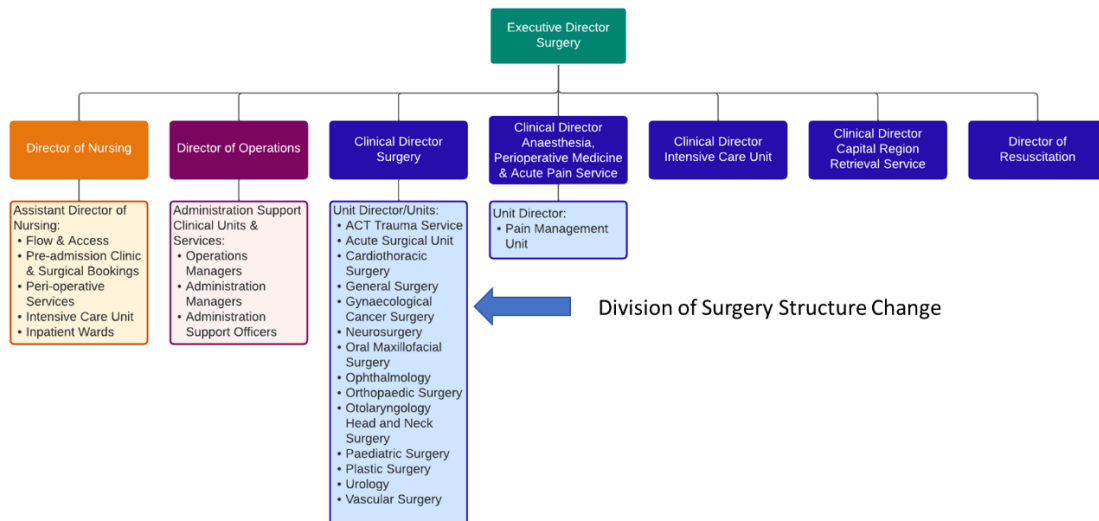 Executive Director
Surgery
Director of Nursing
Director of Operations
Clinical Director
Surgery
Clinical Director
Anaesthesia,
Perioperative Medicine
& Acute Pain Service
Clinical Director
Intensive Care Unit
Clinical Director
Capital Region
Retrieval Service
Director of
Resuscitation
Assistant Director of
Nursing:
• Flow & Access
• Pre-admission Clinic
& Surgical Bookings
• Peri-operative
Services
• Intensive Care Unit
• Inpatient Wards
Administration Support
Clinical Units &
Services:
• Operations
Managers
• Administration
Managers
• Administration
Support Officers
Unit Director/Units:
• ACT Trauma Service
• Acute Surgical Unit
• Cardiothoracic
Surgery
• General Surgery
• Gynaecological
Cancer Surgery
• Neurosurgery
• Oral Maxillofacial
Surgery
• Ophthalmology
• Orthopaedic Surgery
• Otolaryngology
Head and Neck
Surgery
• Paediatric Surgery
• Plastic Surgery
• Urology
• Vascular Surgery
Unit Director:
• Pain Management
Unit
Division of Surgery Structure Change